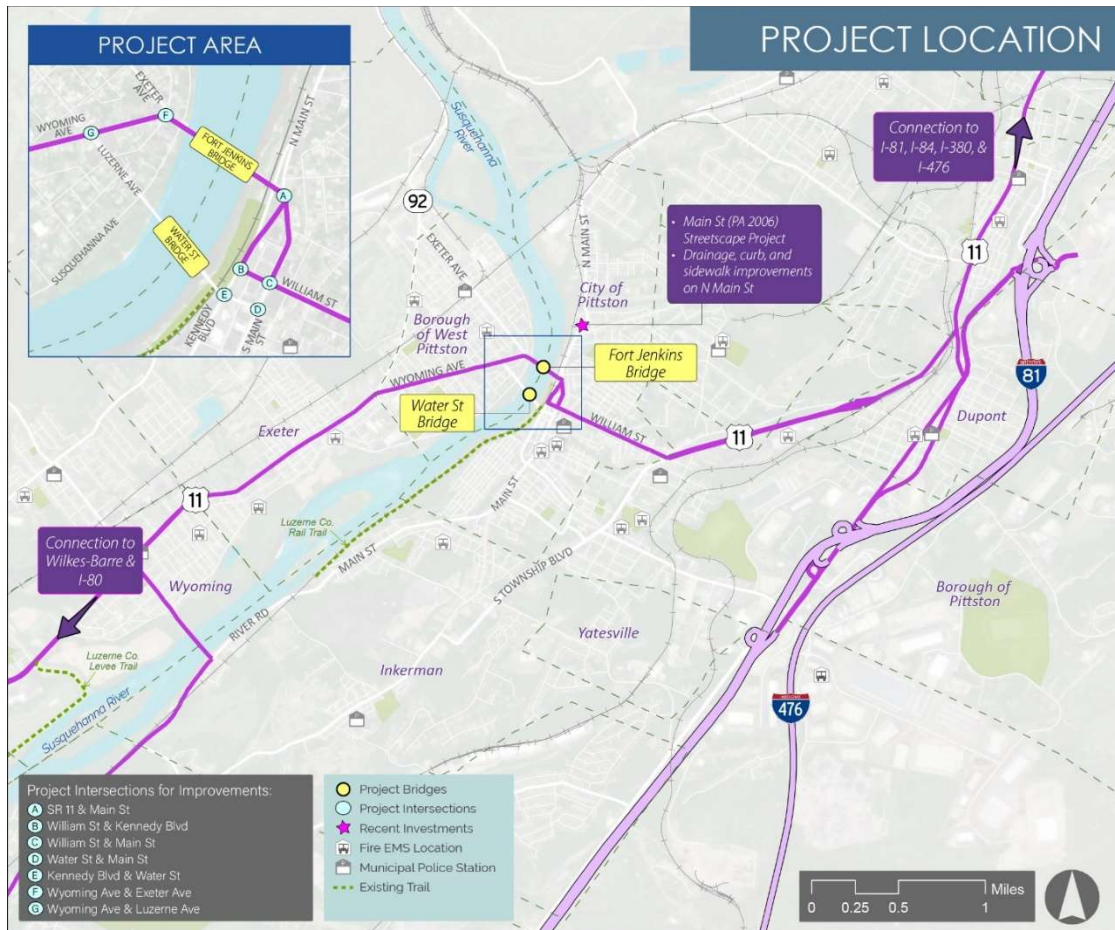 PROJECT AREA
EXETER
AVE
WYOMING
AVE
N MAIN ST
FORT JENKINS
BRIDGE
LUZERNE AVE
SUSQUEHANNA AVE
WATER ST
BRIDGE
KENNEDY
BLVD
S MAIN
ST
WILLIAM ST
A
B
C
D
E
F
G
PROJECT LOCATION
Susquehanna
River
92
EXETER AVE
N MAIN ST
Connection to
I-81, I-84, I-380, &
I-476
• Main St (PA 2006)
Streetscape Project
• Drainage, curb, and
sidewalk improvements
on N Main St
11
City of
Pittston
Borough of West
Pittston
WYOMING AVE
Fort Jenkins
Bridge
Water St
Bridge
81
Dupont
WILLIAM ST
11
Exeter
MAIN ST
11
Luzerne Co.
Rail Trail
Connection to
Wilkes-Barre &
I-80
MAIN ST
S TOWNSHIP BLVD
Wyoming
RIVER RD
Borough of
Pittston
Yatesville
Luzerne Co.
Levee Trail
Inkerman
Susquehanna River
476
Project Intersections for Improvements:
A SR 11 & Main St
B William St & Kennedy Blvd
C William St & Main St
D Water St & Main St
E Kennedy Blvd & Water St
F Wyoming Ave & Exeter Ave
G Wyoming Ave & Luzerne Ave
Project Bridges
Project Intersections
Recent Investments
Fire EMS Location
Municipal Police Station
Existing Trail
Miles
0 0.25 0.5 1